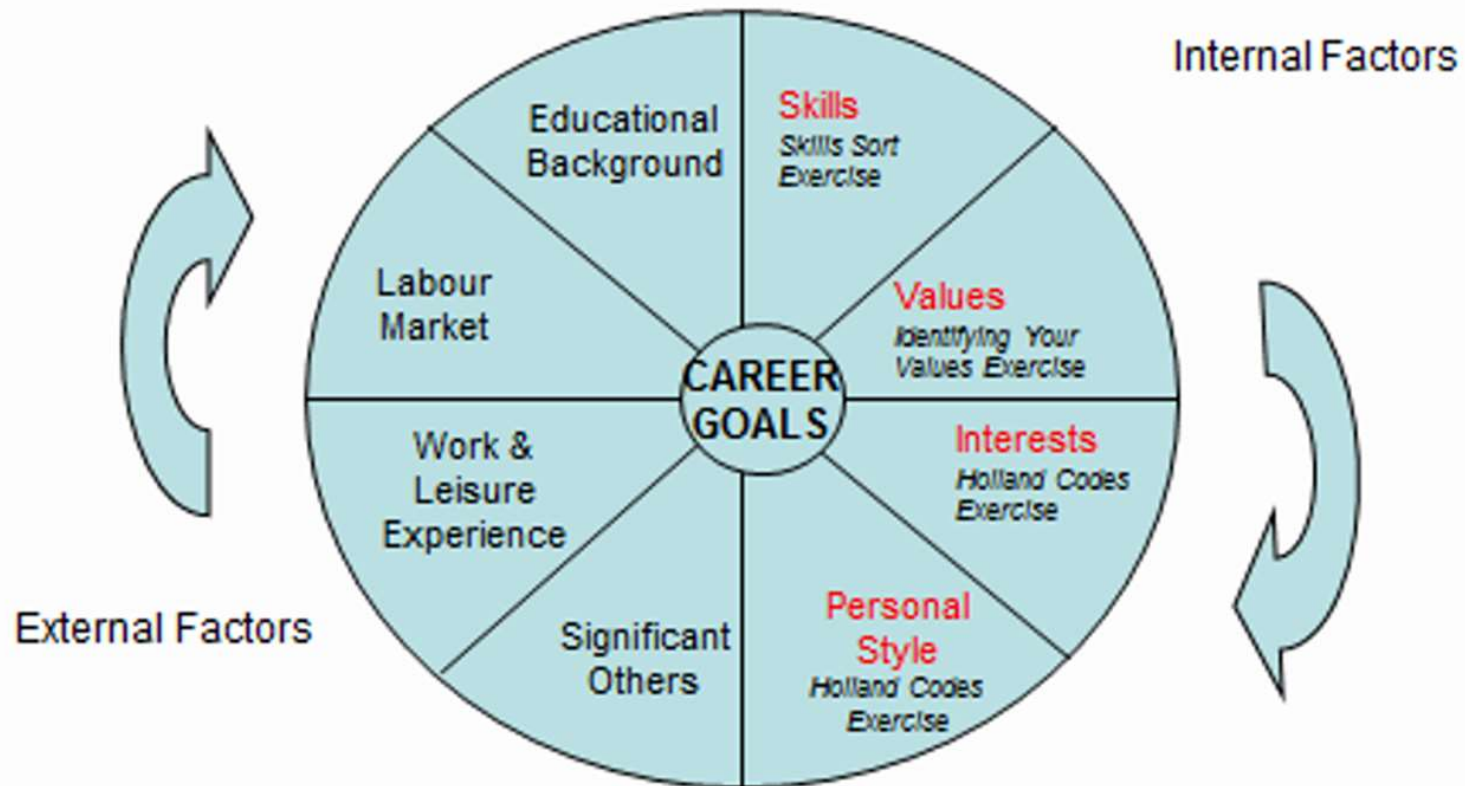 Internal Factors
Educational
Background
Skills
Skills Sort
Exercise
Labour
Market
Values
Identifying Your
Values Exercise
CAREER
GOALS
Work &
Leisure
Experience
Interests
Holland Codes
Exercise
External Factors
Significant
Others
Personal
Style
Holland Codes
Exercise